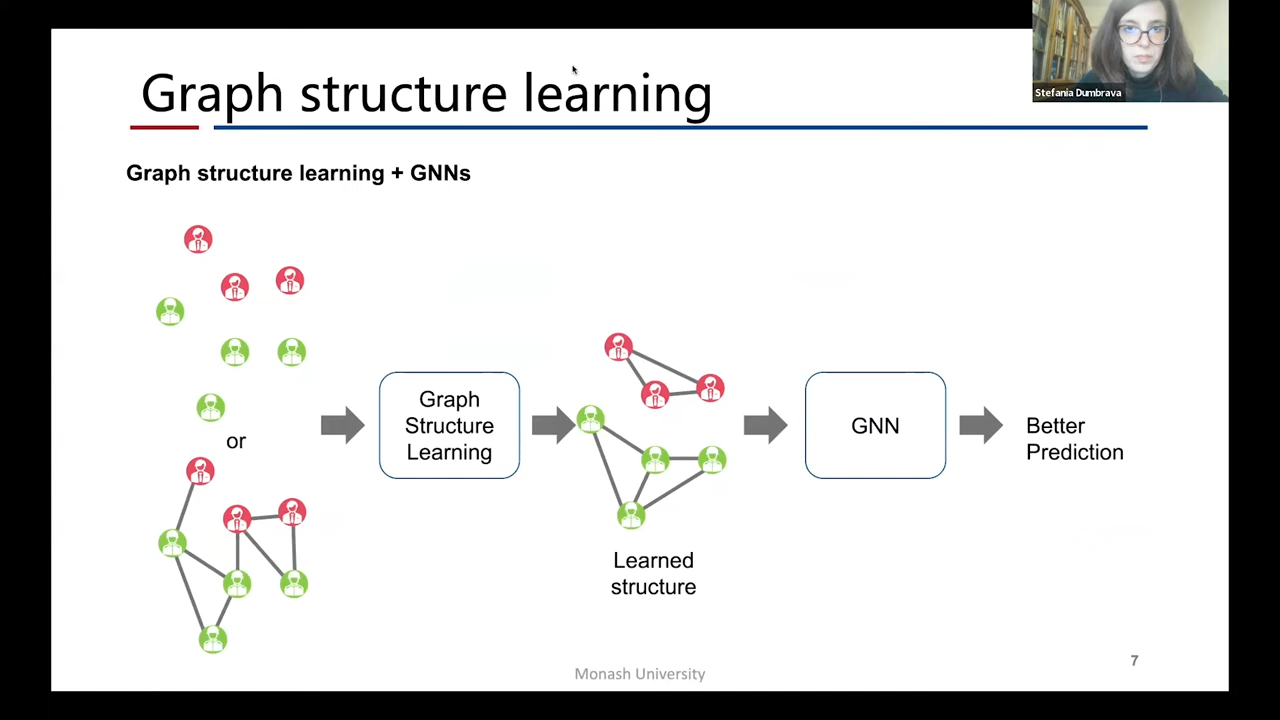 Graph structure learning
Stefania Dumbrava
Graph structure learning + GNNs
or
Graph
Structure
Learning
Learned
structure
GNN
Better
Prediction
Monash University
7